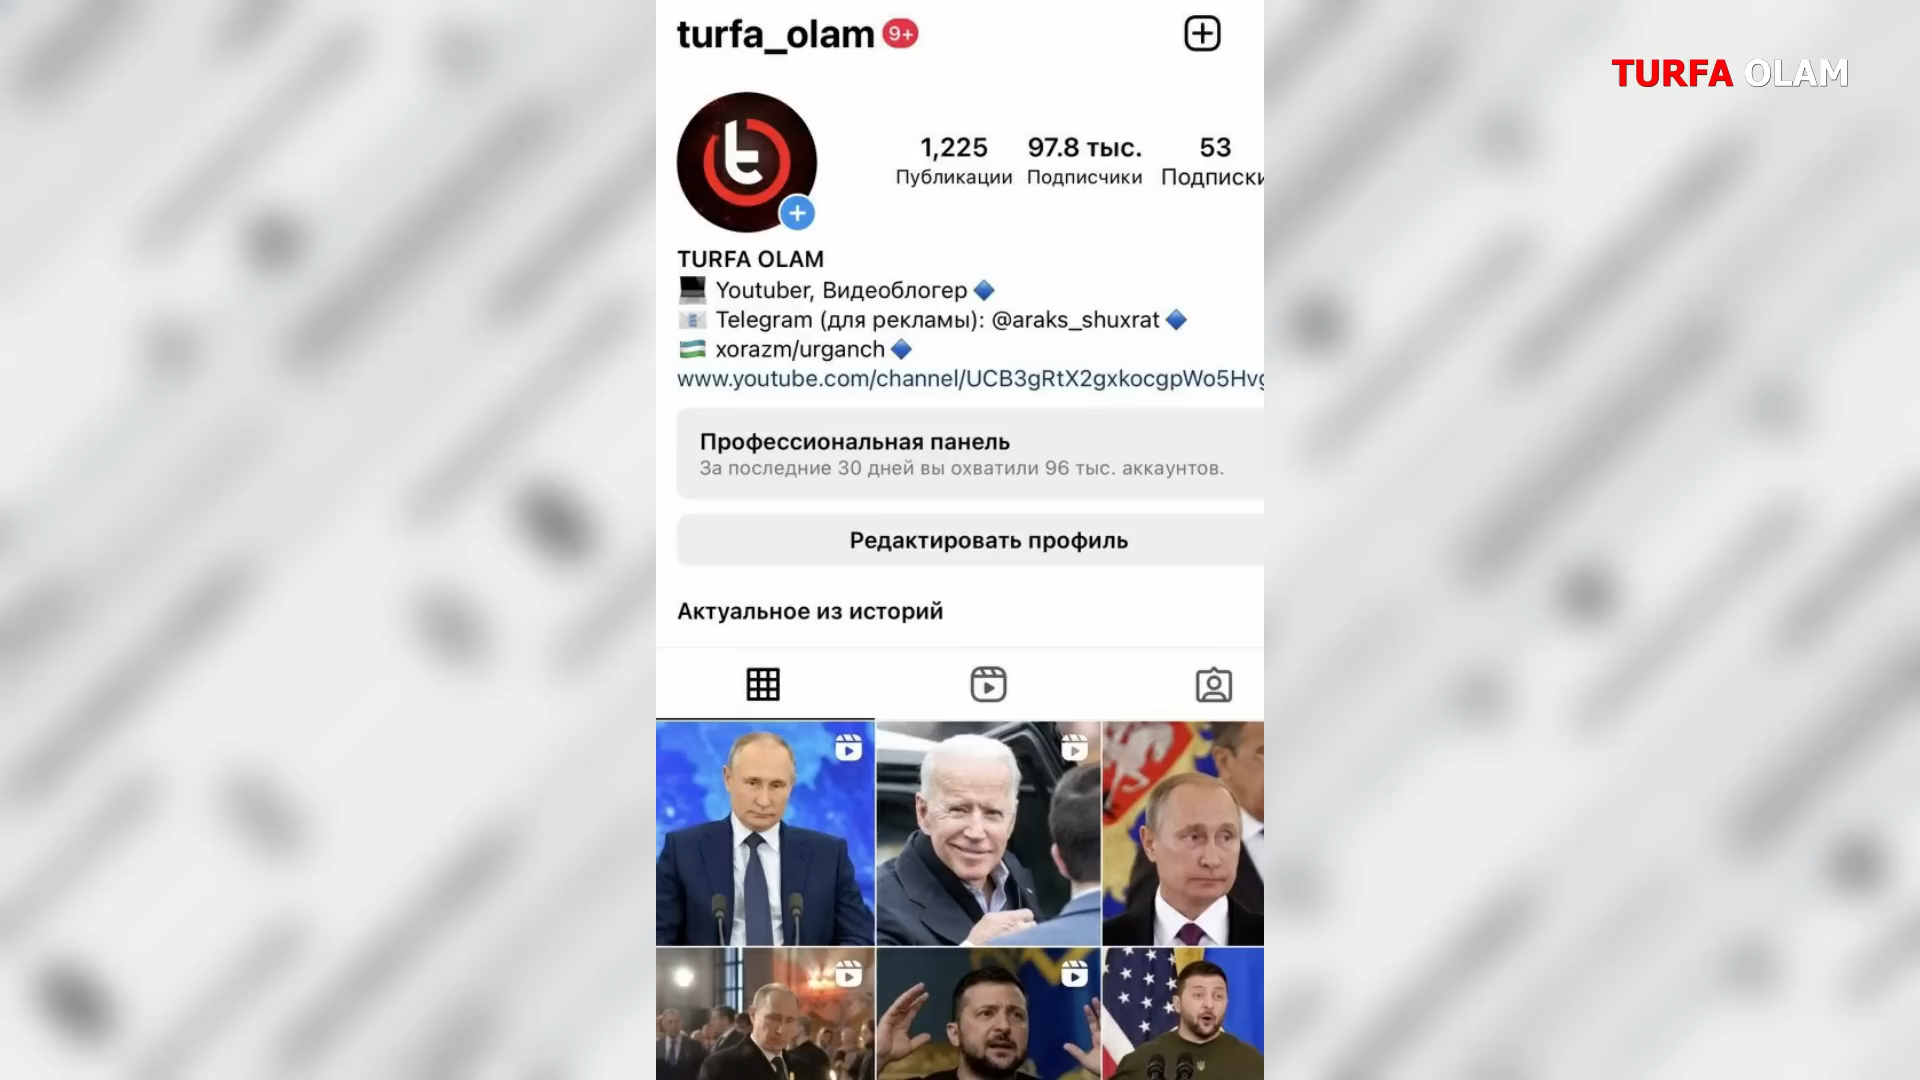 turfa_olam 9+
TURFA OLAM
1,225 97.8 тыс. 53
Публикации Подписчики Подписки
TURFA OLAM
Youtuber, Видеоблогер
Telegram (для рекламы): @araks_shuxrat
xorazm/urganch
www.youtube.com/channel/UCB3gRtX2gxkocgpWo5Hvg
Профессиональная панель
За последние 30 дней вы охватили 96 тыс. аккаунтов.
Редактировать профиль
Актуальное из историй